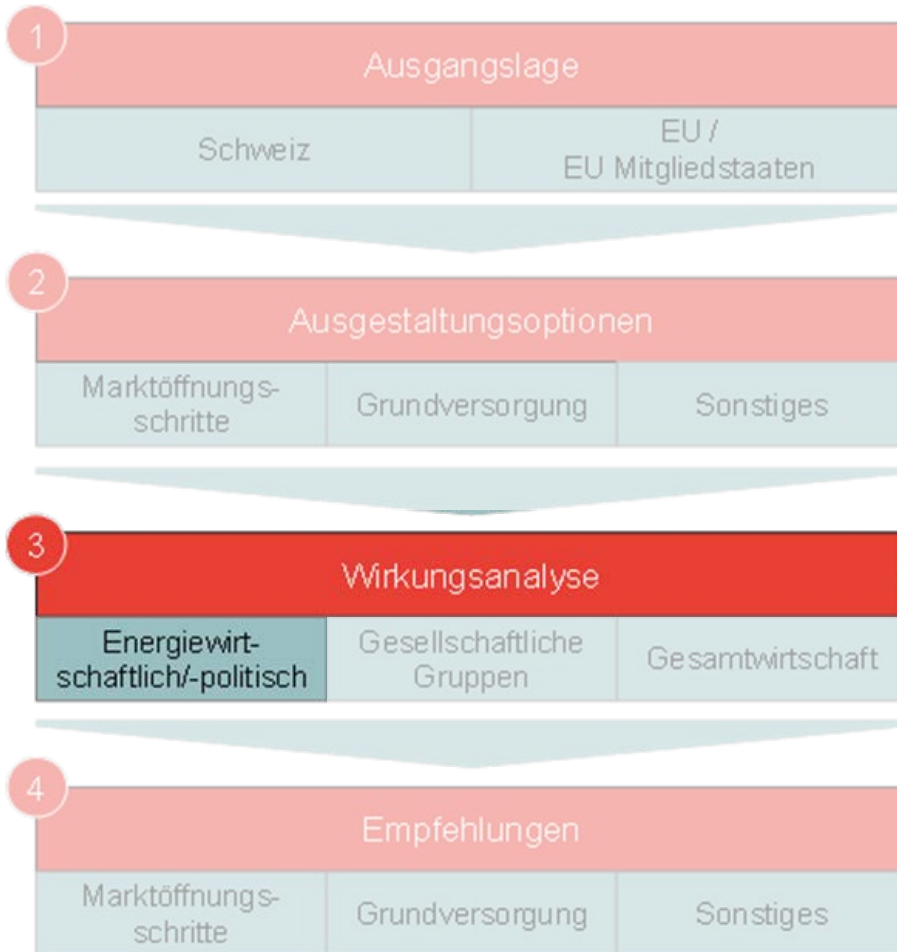 1
Ausgangslage
Schweiz
EU /
EU Mitgliedstaaten
2
Ausgestaltungsoptionen
Marktöffnungs-
schritte
Grundversorgung
Sonstiges
3
Wirkungsanalyse
Energiewirt-
schaftlich/-politisch
Gesellschaftliche
Gruppen
Gesamtwirtschaft
4
Empfehlungen
Marktöffnungs-
schritte
Grundversorgung
Sonstiges